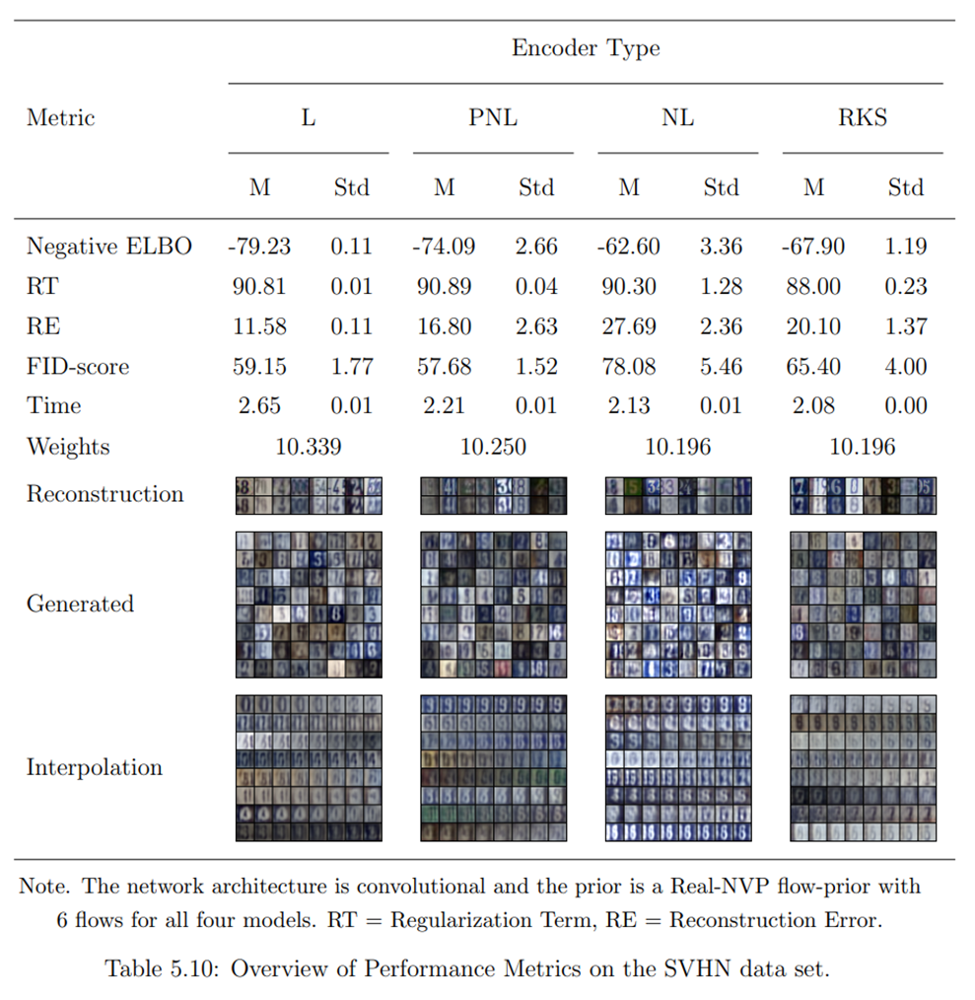 Encoder Type
Metric L PNL NL RKS
M Std M Std M Std M Std
Negative ELBO -79.23 0.11 -74.09 2.66 -62.60 3.36 -67.90 1.19
RT 90.81 0.01 90.89 0.04 90.30 1.28 88.00 0.23
RE 11.58 0.11 16.80 2.63 27.69 2.36 20.10 1.37
FID-score 59.15 1.77 57.68 1.52 78.08 5.46 65.40 4.00
Time 2.65 0.01 2.21 0.01 2.13 0.01 2.08 0.00
Weights 10.339 10.250 10.196 10.196
Reconstruction
Generated
Interpolation
Note. The network architecture is convolutional and the prior is a Real-NVP flow-prior with
6 flows for all four models. RT = Regularization Term, RE = Reconstruction Error.
Table 5.10: Overview of Performance Metrics on the SVHN data set.